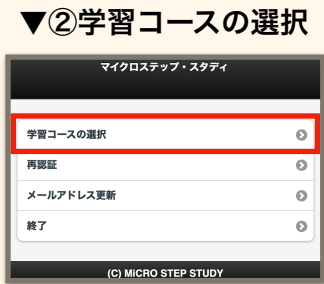 ▼②学習コースの選択
マイクロステップ・スタディ
学習コースの選択
再認証
メールアドレス更新
終了
(C) MiCRO STEP STUDY